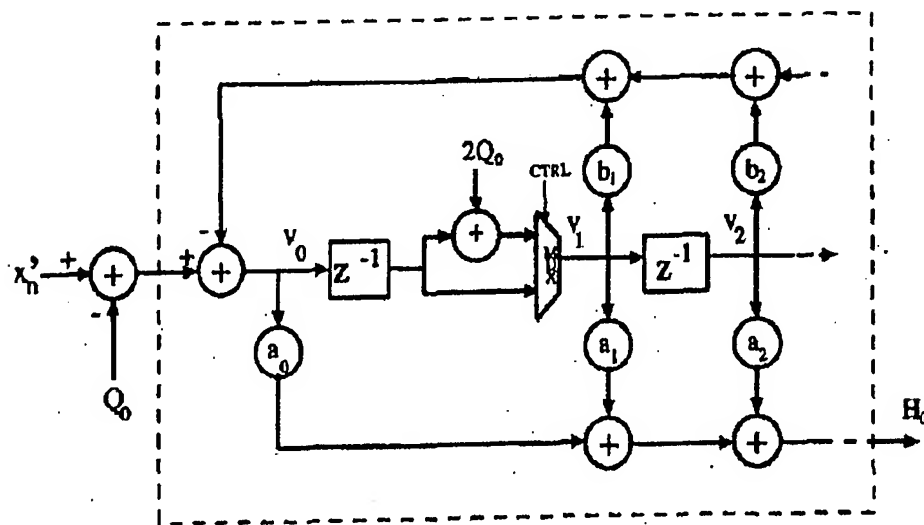 b₁
b₂
2Q₀
CTRL
V₀
V₁
V₂
x'ₙ
+
-
+
-
+
+
+
+
+
z⁻¹
z⁻¹
a₀
a₁
a₂
Q₀
+
+